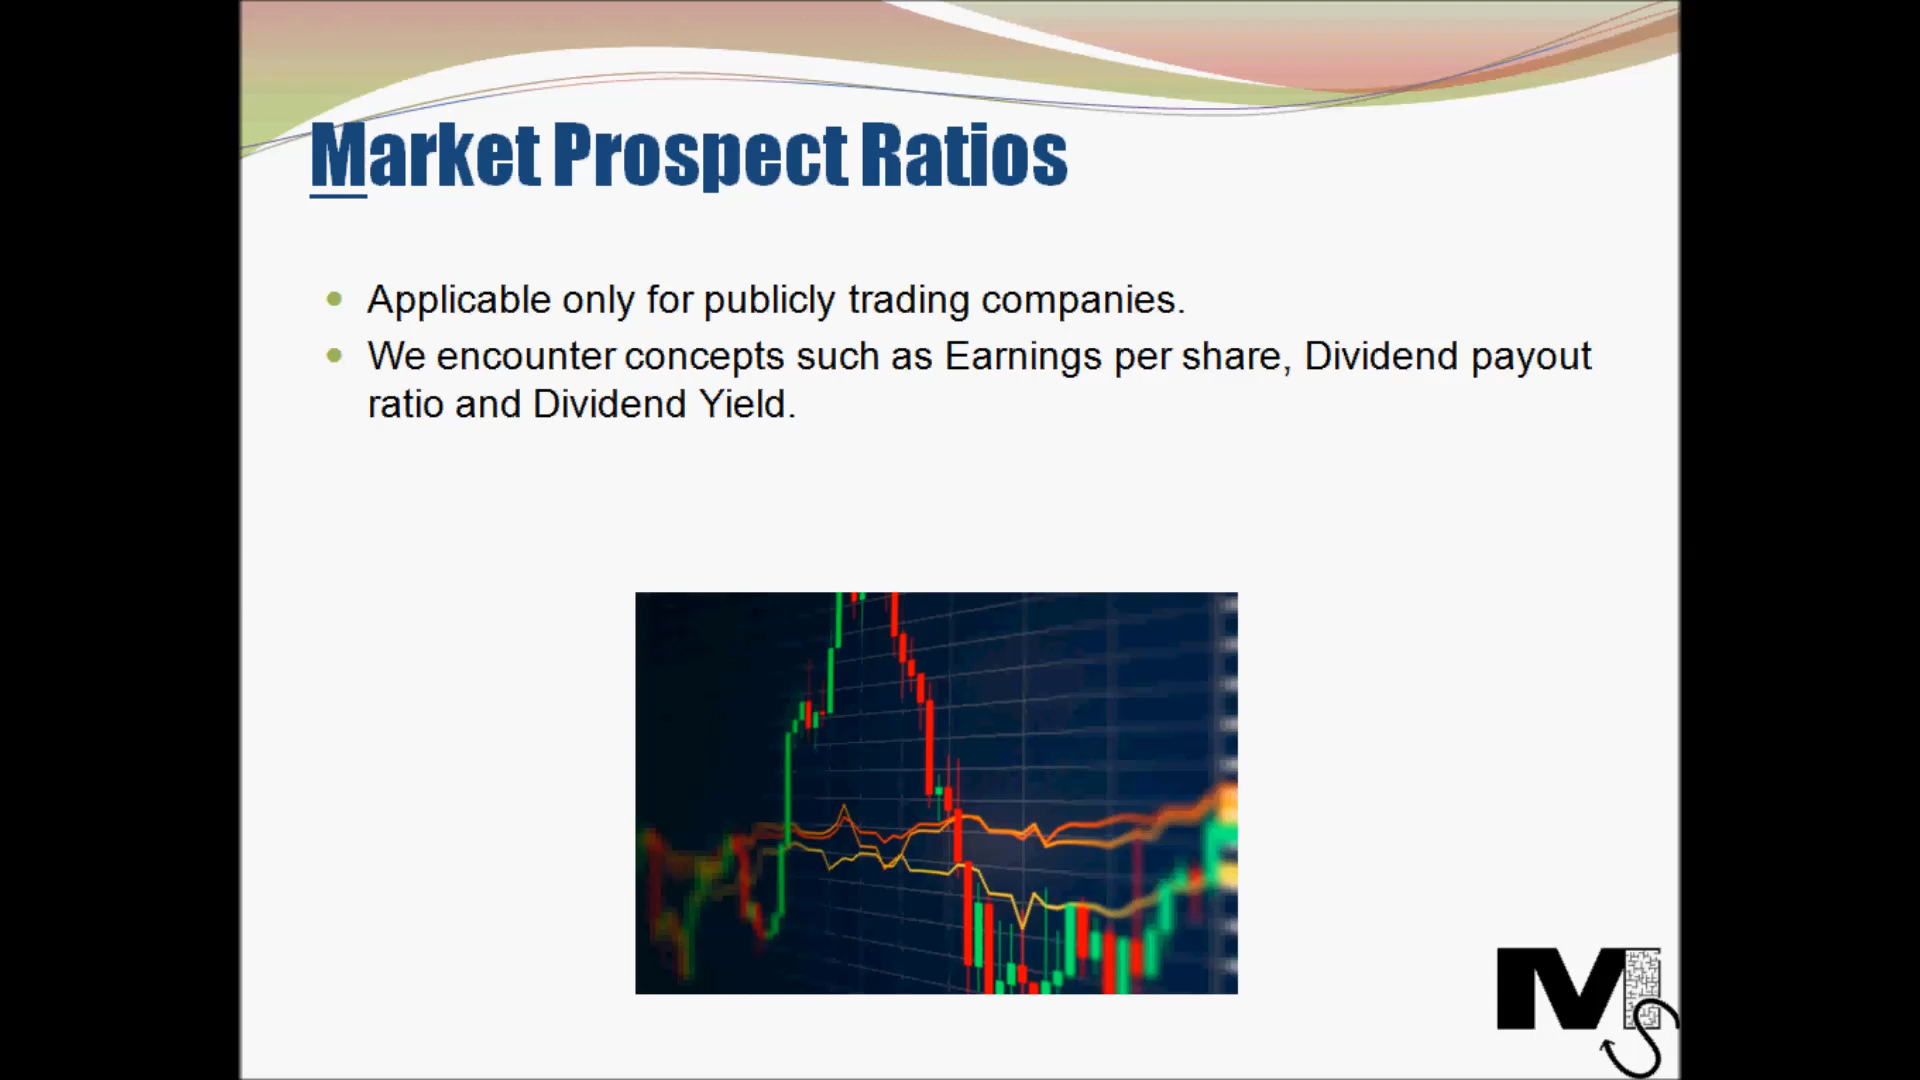 Market Prospect Ratios
Applicable only for publicly trading companies.
We encounter concepts such as Earnings per share, Dividend payout
ratio and Dividend Yield.
M
S